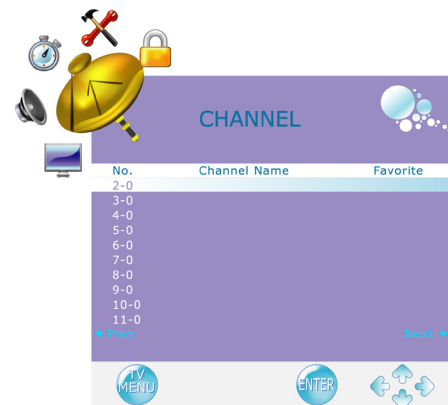 CHANNEL
No. Channel Name Favorite
2-0
3-0
4-0
5-0
6-0
7-0
8-0
9-0
10-0
11-0
Prev Next
TV
MENU
ENTER